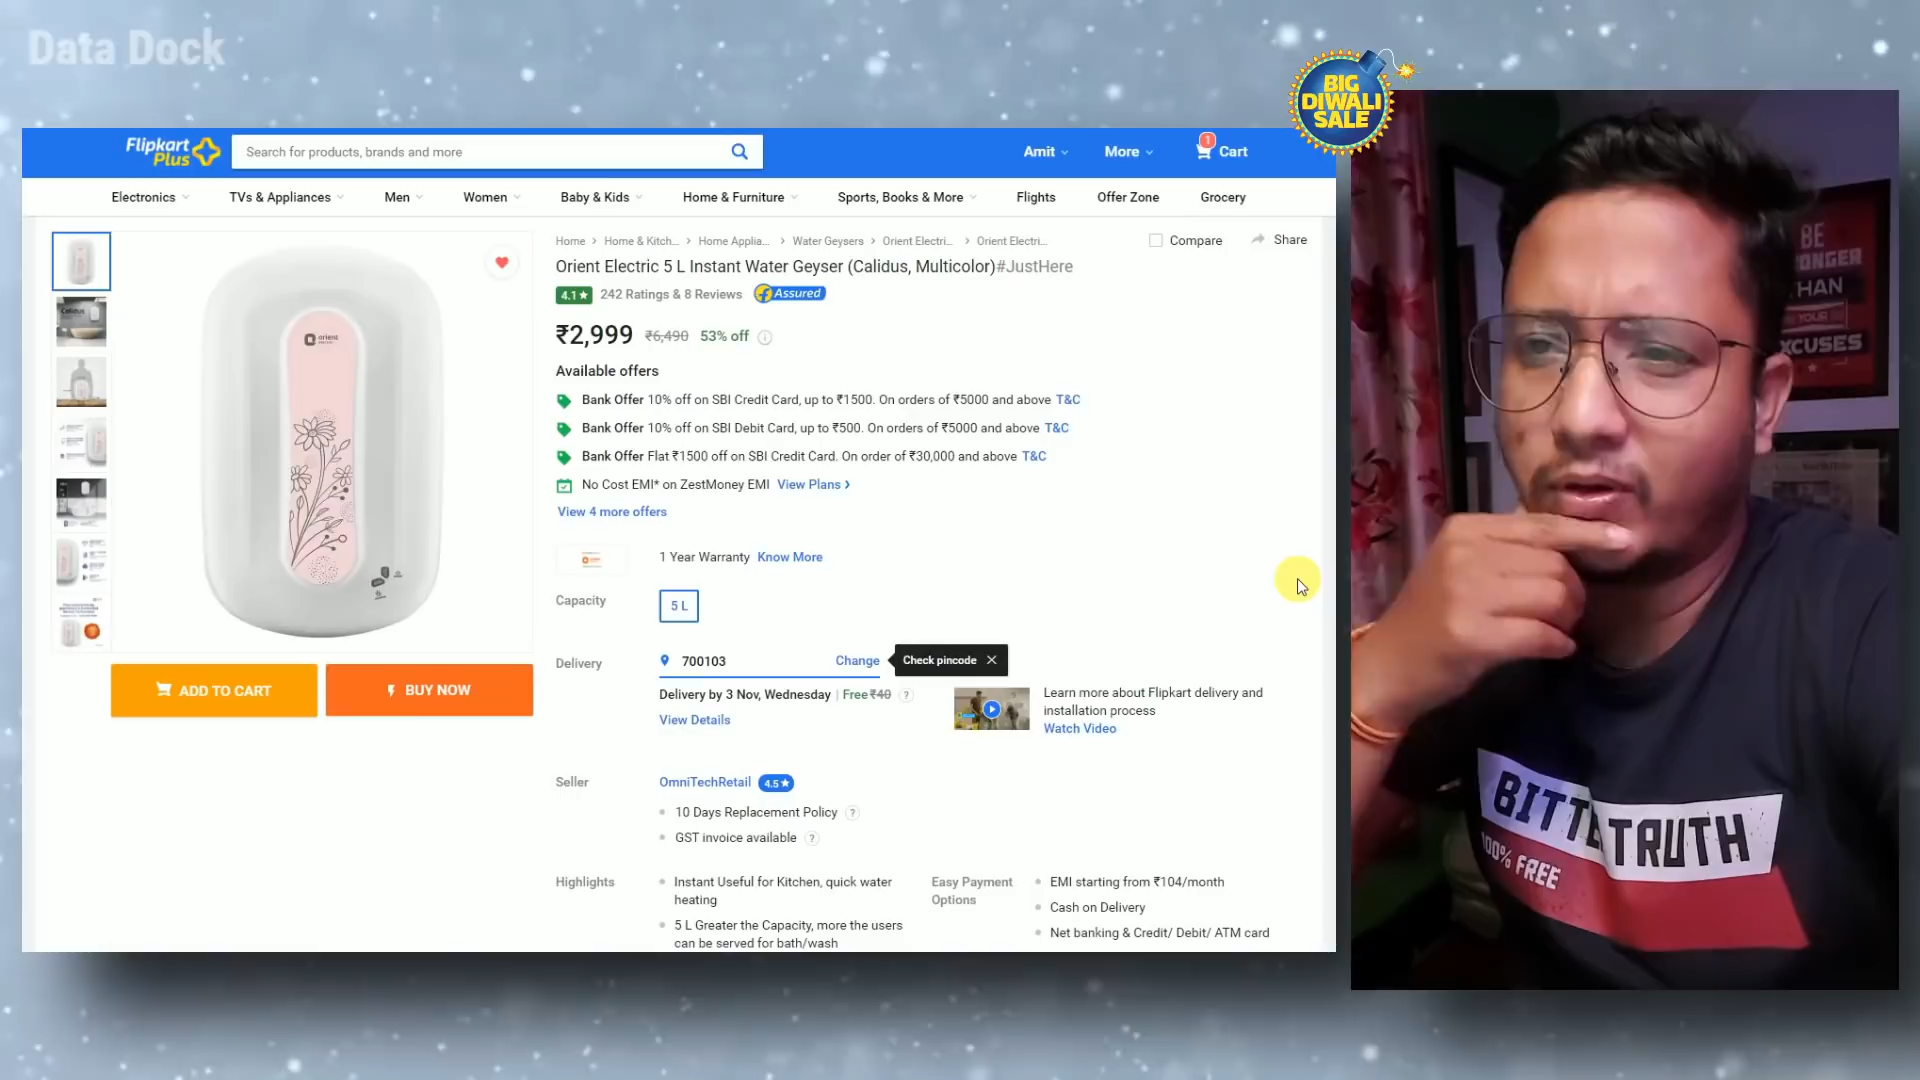 Data Dock
BIG
DIWALI
SALE
Flipkart
Plus
Search for products, brands and more
Amit
More
1
Cart
Electronics
TVs & Appliances
Men
Women
Baby & Kids
Home & Furniture
Sports, Books & More
Flights
Offer Zone
Grocery
Home > Home & Kitch... > Home Applia... > Water Geysers > Orient Electri... > Orient Electri...
Compare
Share
Orient Electric 5 L Instant Water Geyser (Calidus, Multicolor)#JustHere
4.1★ 242 Ratings & 8 Reviews Assured
₹2,999 ₹6,490 53% off
Available offers
Bank Offer 10% off on SBI Credit Card, up to ₹1500. On orders of ₹5000 and above T&C
Bank Offer 10% off on SBI Debit Card, up to ₹500. On orders of ₹5000 and above T&C
Bank Offer Flat ₹1500 off on SBI Credit Card. On order of ₹30,000 and above T&C
No Cost EMI* on ZestMoney EMI View Plans >
View 4 more offers
1 Year Warranty Know More
Capacity
5 L
Delivery
700103
Change
Check pincode
Delivery by 3 Nov, Wednesday | Free ₹40 ?
View Details
Learn more about Flipkart delivery and
installation process
Watch Video
Seller
OmniTechRetail 4.5★
10 Days Replacement Policy ?
GST invoice available ?
Highlights
Instant Useful for Kitchen, quick water
heating
5 L Greater the Capacity, more the users
can be served for bath/wash
Easy Payment
Options
EMI starting from ₹104/month
Cash on Delivery
Net banking & Credit/ Debit/ ATM card
orient
Calidus
ADD TO CART
BUY NOW
BE
THAN
YOUR
XCUSES
BITTE TRUTH
100% FREE